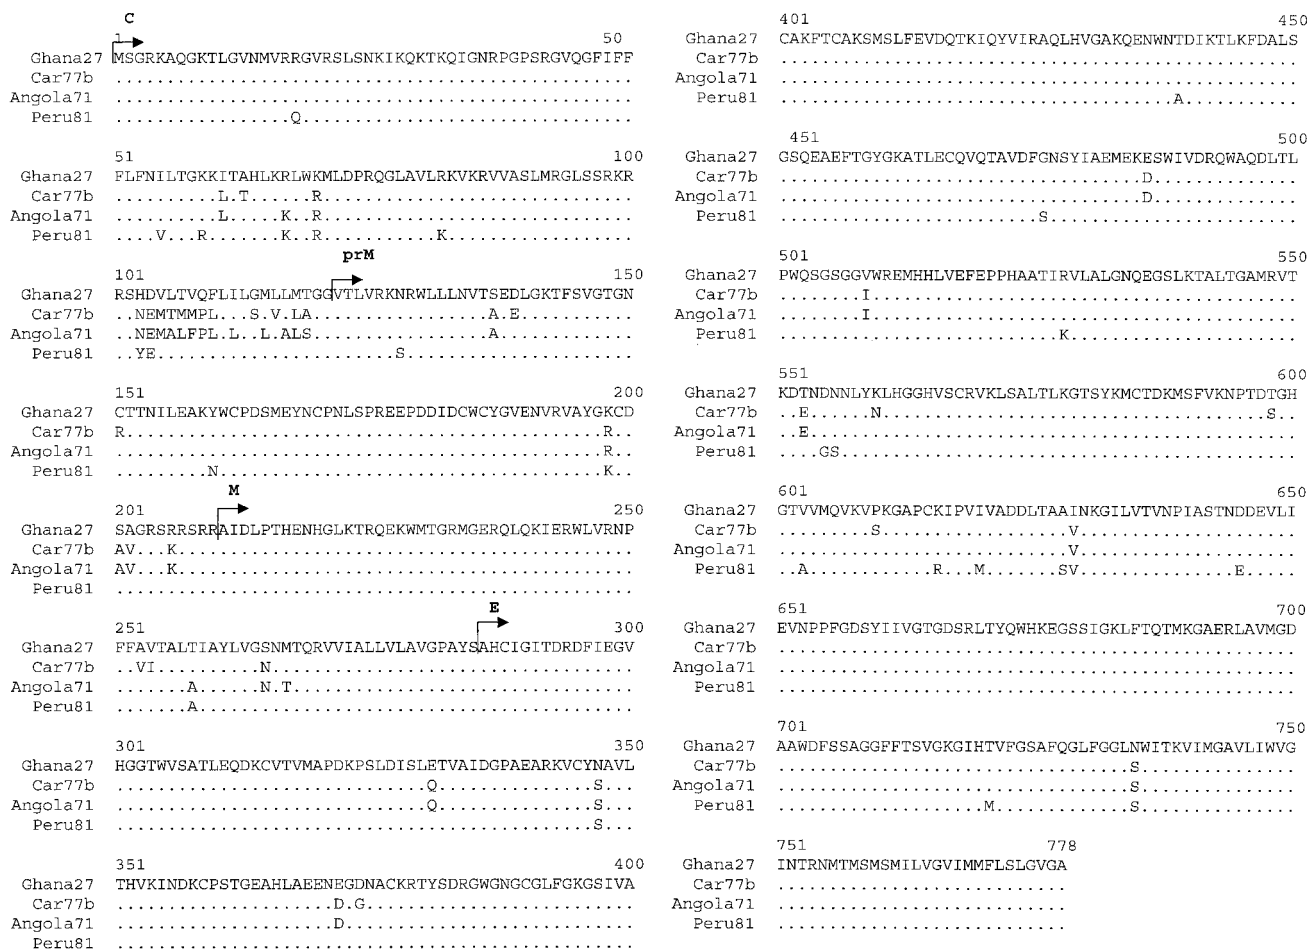 C
1 50
Ghana27 MSGRKAQGKTLGVNMVRRGVRSLSNKIKQKTKQIGNRPGPSRGVQGFIFF
Car77b ..................................................
Angola71 ..................................................
Peru81 .................Q................................
51 100
Ghana27 FLFNILTGKKITAHLKRLWKMLDPRQGLAVLRKVKRVVASLMRGLSSRKR
Car77b ..........L.T......R..............................
Angola71 ..........L.....K..R..............................
Peru81 ....V...R.......K..R...........K..................
prM
101 150
Ghana27 RSHDVLTVQFLILGMLLMTGGVTLVRKNRWLLLNVTSEDLGKTFSVGTGN
Car77b ..NEMTMMPL...S.V.LA.................A.E...........
Angola71 ..NEMALFPL.L..L.ALS.................A.............
Peru81 ..YE.......................S......................
151 200
Ghana27 CTTNILEAKYWCPDSMEYNCPNLSPREEPDDIDCWCYGVENVRVAYGKCD
Car77b R..............................................R..
Angola71 ...............................................R..
Peru81 .........N.....................................K..
M
201 250
Ghana27 SAGRSRRSRRAIDLPTHENHGLKTRQEKWMTGRMGERQLQKIERWLVRNP
Car77b AV...K............................................
Angola71 AV...K............................................
Peru81 ..................................................
E
251 300
Ghana27 FFAVTALTIAYLVGSNMTQRVVIALLVLAVGPAYSAHCIGITDRDFIEGV
Car77b ..VI..........N...................................
Angola71 .......A......N.T.................................
Peru81 .......A..........................................
301 350
Ghana27 HGGTWVSATLEQDKCVTVMAPDKPSLDISLETVAIDGPAEARKVCYNAVL
Car77b ..............................Q...............S...
Angola71 ..............................Q...............S...
Peru81 ..............................................S...
351 400
Ghana27 THVKINDKCPSTGEAHLAEENEGDNACKRTYSDRGWGNGCGLFGKGSIVA
Car77b .....................D.G..........................
Angola71 .....................D............................
Peru81 ..................................................
401 450
Ghana27 CAKFTCAKSMSLFEVDQTKIQYVIRAQLHVGAKQENWNTDIKTLKFDALS
Car77b ..................................................
Angola71 ..................................................
Peru81 ......................................A...........
451 500
Ghana27 GSQEAEFTGYGKATLECQVQTAVDFGNSYIAEMEKESWIVDRQWAQDLTL
Car77b ...................................D..............
Angola71 ...................................D..............
Peru81 .........................S........................
501 550
Ghana27 PWQSGSGGVWREMHHLVEFEPPHAATIRVLALGNQEGSLKTALTGAMRVT
Car77b ........I.........................................
Angola71 ........I.........................................
Peru81 ...........................K......................
551 600
Ghana27 KDTNDNNLYKLHGGHVSCRVKLSALTLKGTSYKMCTDKMSFVKNPTDTGH
Car77b ..E......N.....................................S..
Angola71 ..E...............................................
Peru81 ....GS............................................
601 650
Ghana27 GTVVMQVKVPKGAPCKIPVIVADDLTAAINKGILVTVNPIASTNDDEVLI
Car77b .........S..................V.....................
Angola71 ............................V.....................
Peru81 ..A............R...M.......SV...............E.....
651 700
Ghana27 EVNPPFGDSYIIVGTGDSRLTYQWHKEGSSIGKLFTQTMKGAERLAVMGD
Car77b ..................................................
Angola71 ..................................................
Peru81 ..................................................
701 750
Ghana27 AAWDFSSAGGFFTSVGKGIHTVFGSAFQGLFGGLNWITKVIMGAVLIWVG
Car77b ..................................S...............
Angola71 ..................................S...............
Peru81 ....................M.............S...............
751 778
Ghana27 INTRNMTMSMSMILVGVIMMFLSLGVGA
Car77b ............................
Angola71 ............................
Peru81 ............................